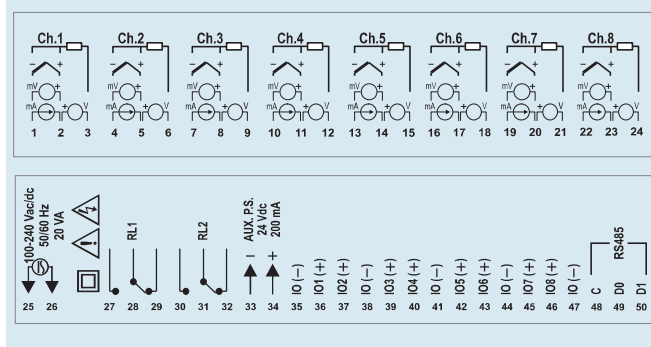 Ch.1 Ch.2 Ch.3 Ch.4 Ch.5 Ch.6 Ch.7 Ch.8
− + − + − + − + − + − + − + − +
mV + mV + mV + mV + mV + mV + mV + mV +
mA + V mA + V mA + V mA + V mA + V mA + V mA + V mA + V
1 2 3 4 5 6 7 8 9 10 11 12 13 14 15 16 17 18 19 20 21 22 23 24
100-240 Vac/dc
50/60 Hz
20 VA
RL1
RL2
AUX. P.S.
24 Vdc
200 mA
− +
IO (−) IO1 (+) IO2 (+) IO (−) IO3 (+) IO4 (+) IO (−) IO5 (+) IO6 (+) IO (−) IO7 (+) IO8 (+) IO (−)
RS485
C D0 D1
25 26 27 28 29 30 31 32 33 34 35 36 37 38 39 40 41 42 43 44 45 46 47 48 49 50